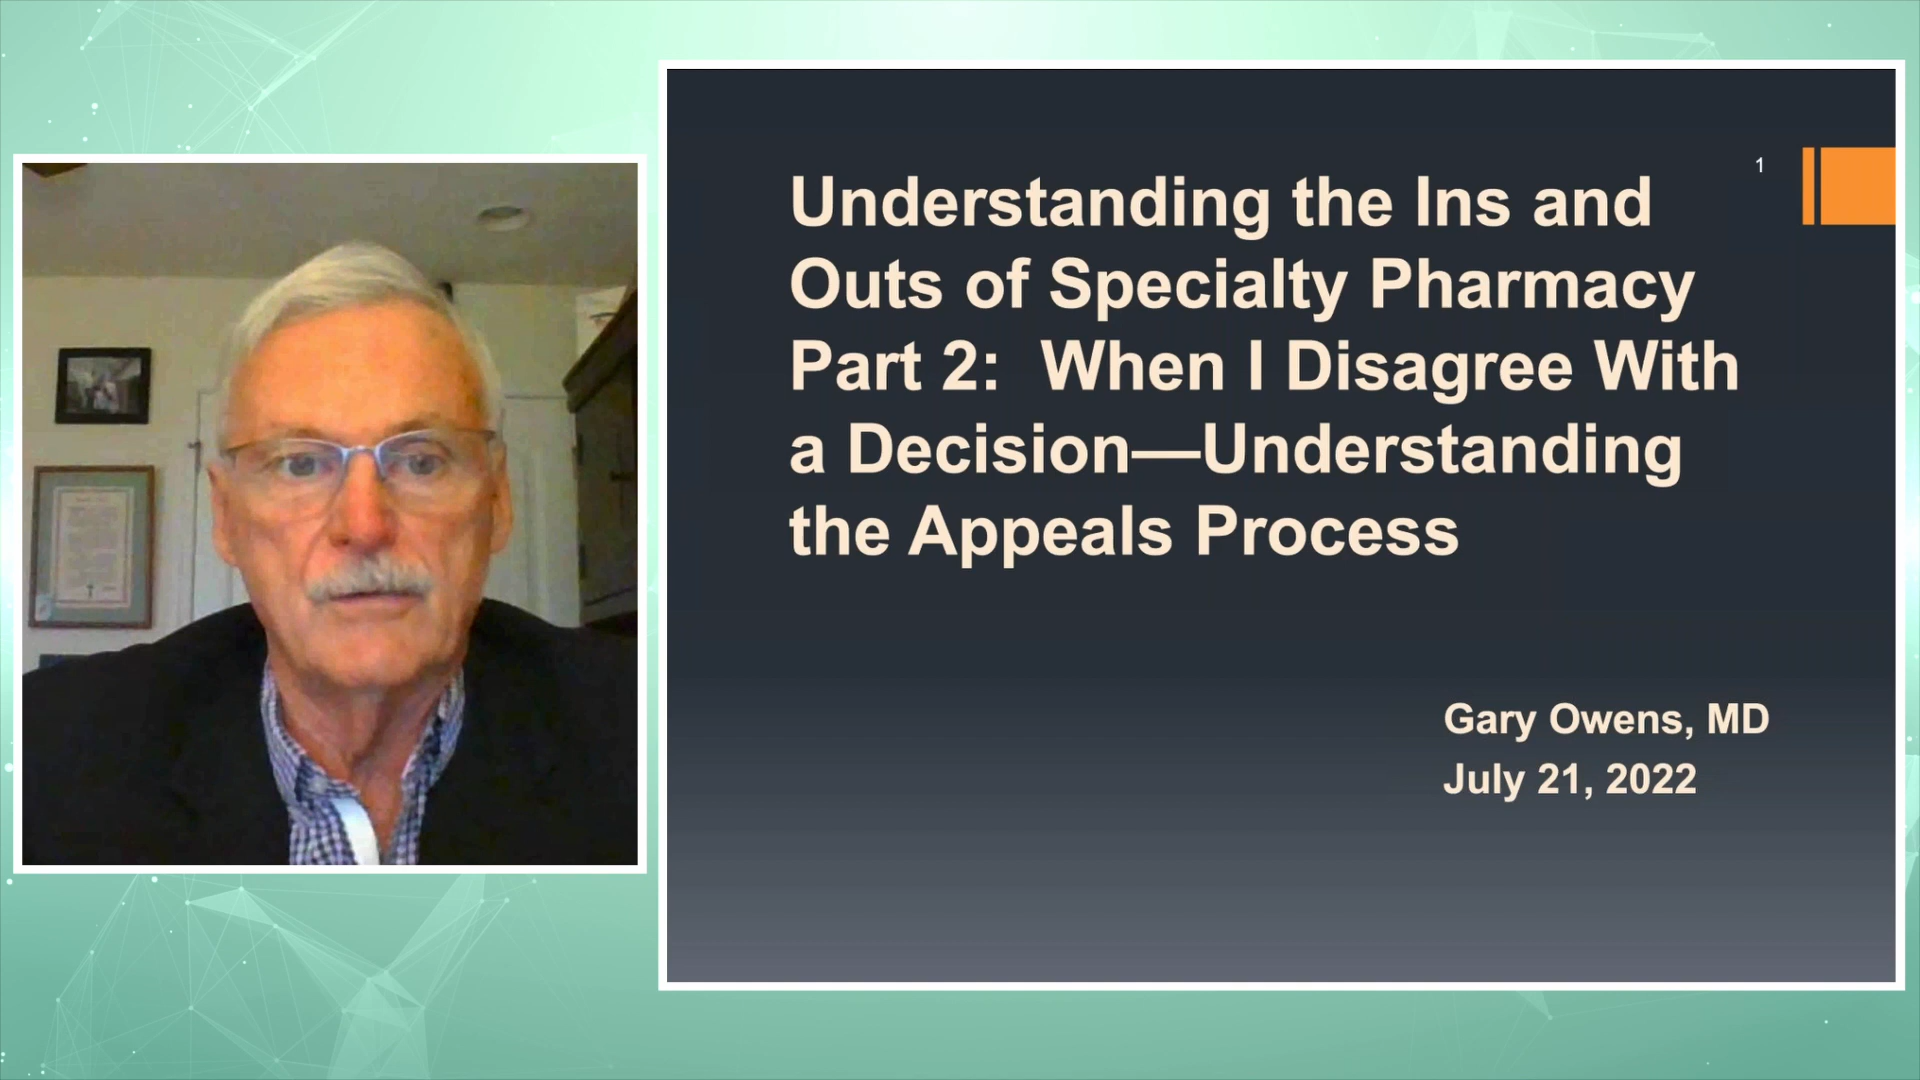 1
Understanding the Ins and
Outs of Specialty Pharmacy
Part 2:  When I Disagree With
a Decision—Understanding
the Appeals Process
Gary Owens, MD
July 21, 2022